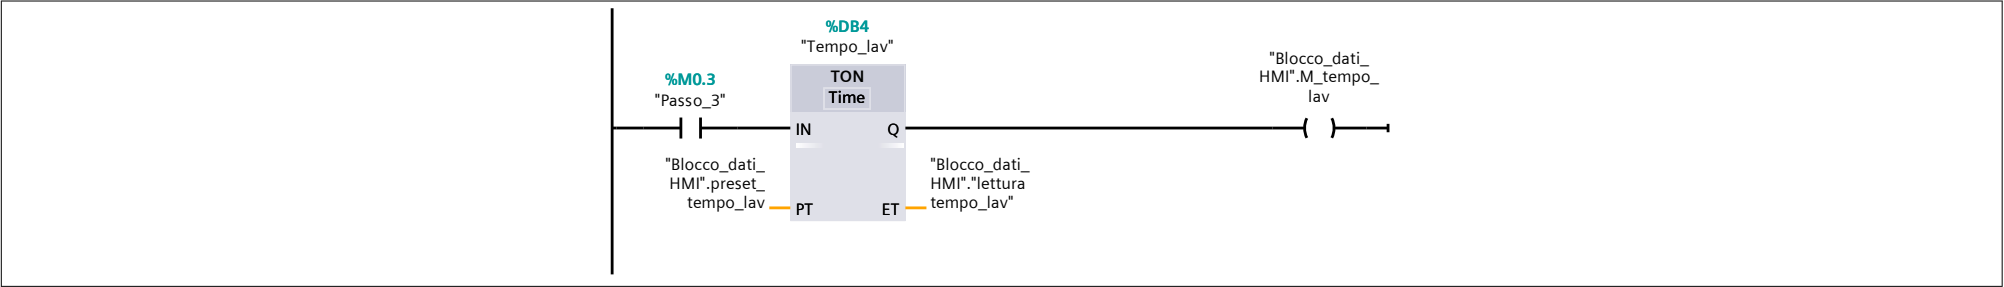 %DB4
"Tempo_lav"
%M0.3
"Passo_3"
TON
Time
IN
Q
"Blocco_dati_
HMI".M_tempo_
lav
"Blocco_dati_
HMI".preset_
tempo_lav
PT
ET
"Blocco_dati_
HMI"."lettura
tempo_lav"